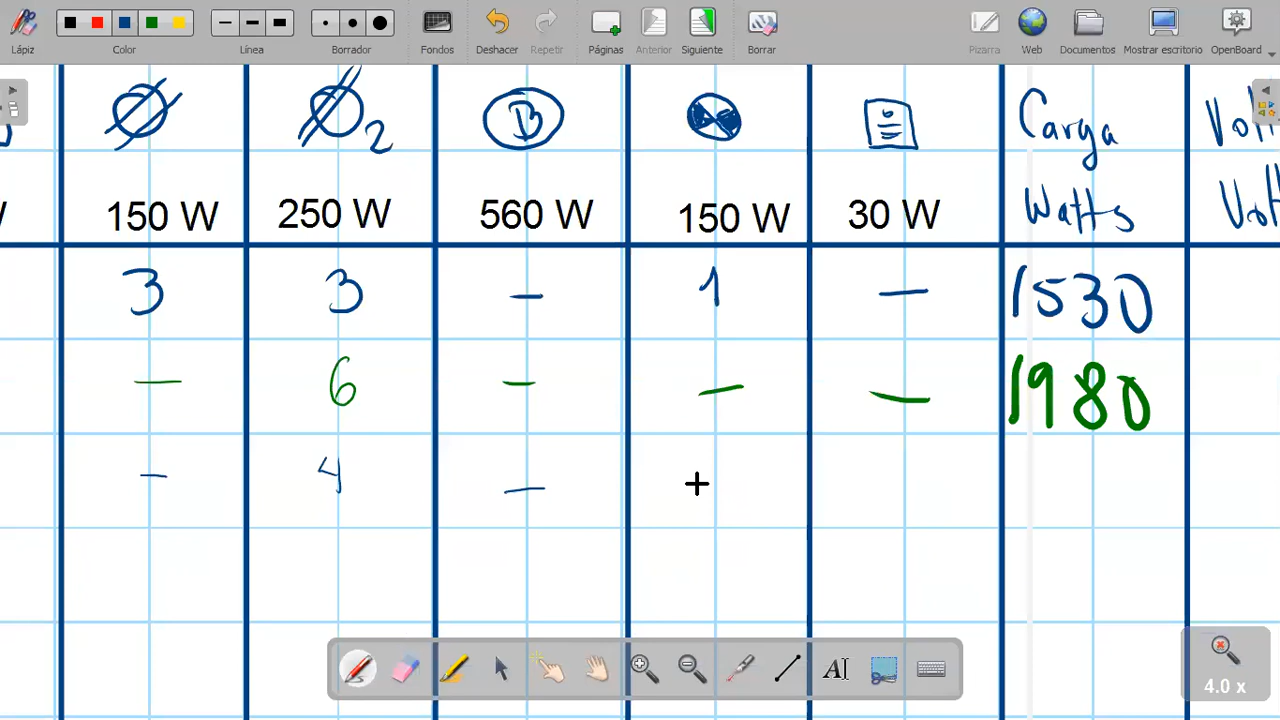 Lápiz Color Línea Borrador Fondos Deshacer Repetir Páginas Anterior Siguiente Borrar Pizarra Web Documentos Mostrar escritorio OpenBoard
2 B Carga
150 W 250 W 560 W 150 W 30 W Watts
3 3 - 1 - 1530
- 6 - - - 1980
- 4 -
4.0 x